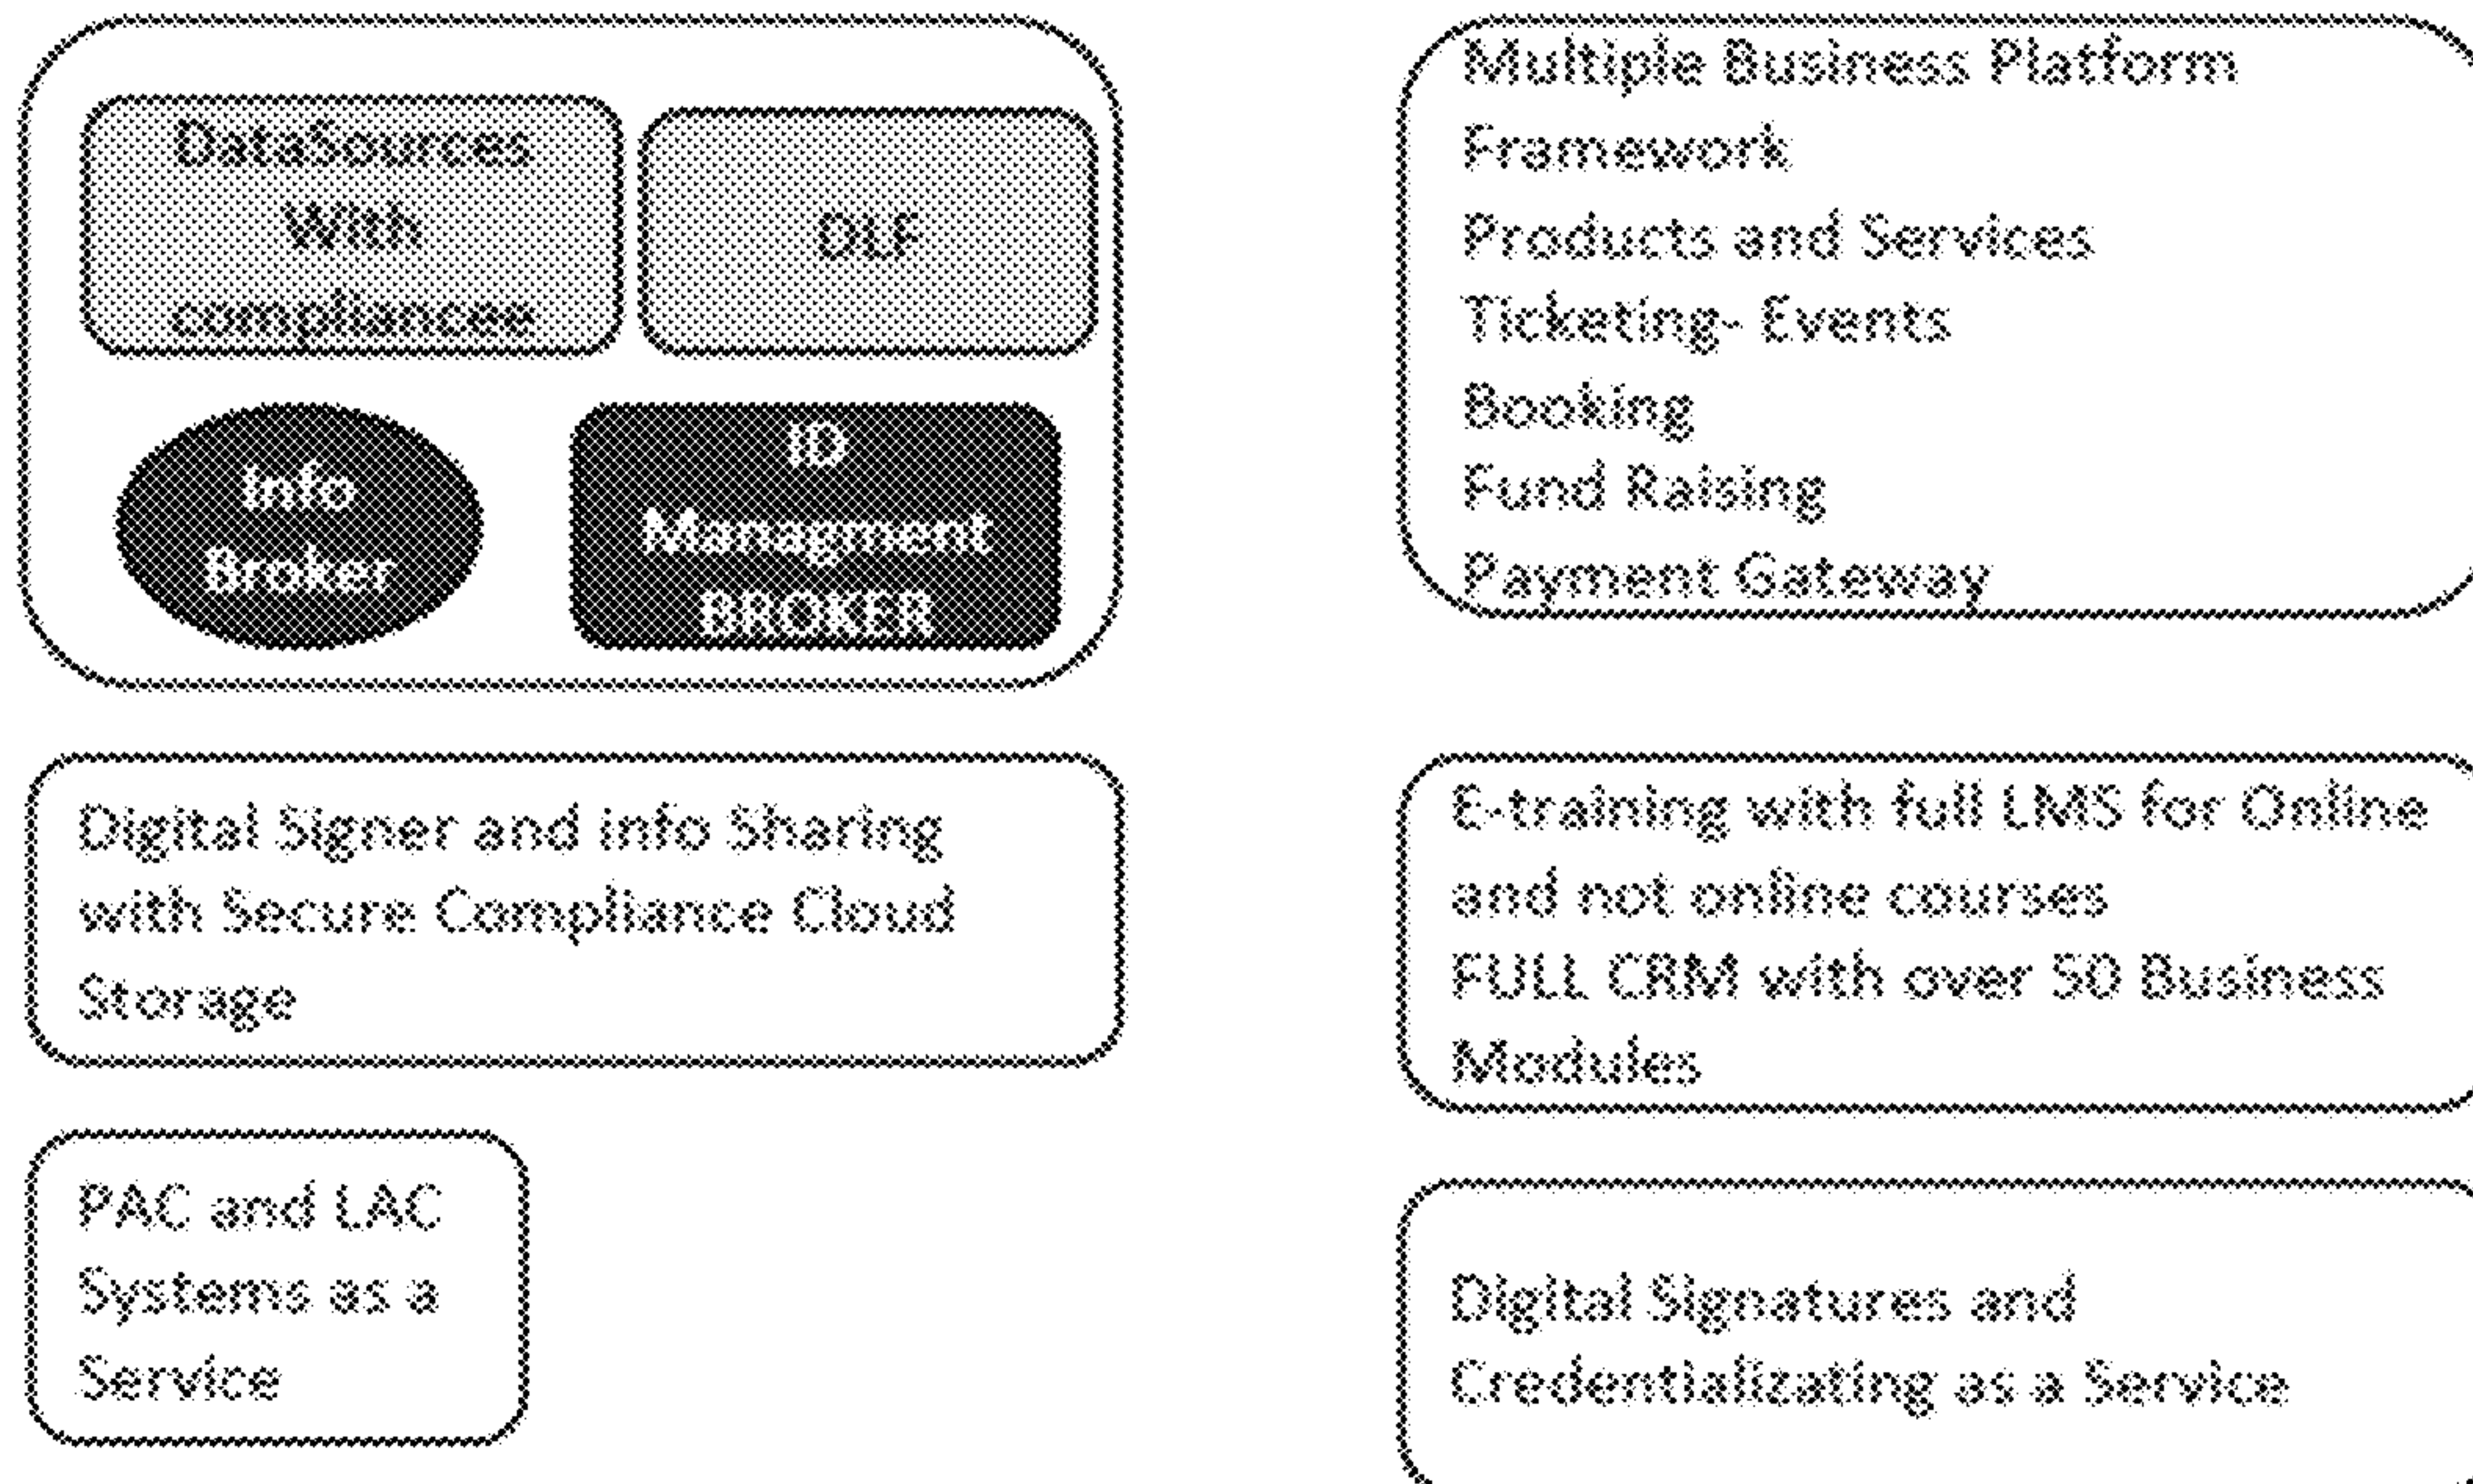 DataSources
With
compliancee
DLF
Info
Broker
ID
Managment
BROKER
Digital Signer and info Sharing
with Secure Compliance Cloud
Storage
PAC and LAC
Systems as a
Service
Multiple Business Platform
Framework
Products and Services
Ticketing- Events
Booking
Fund Raising
Payment Gateway
E-training with full LMS for Online
and not online courses
FULL CRM with over 50 Business
Modules
Digital Signatures and
Credentializating as a Service